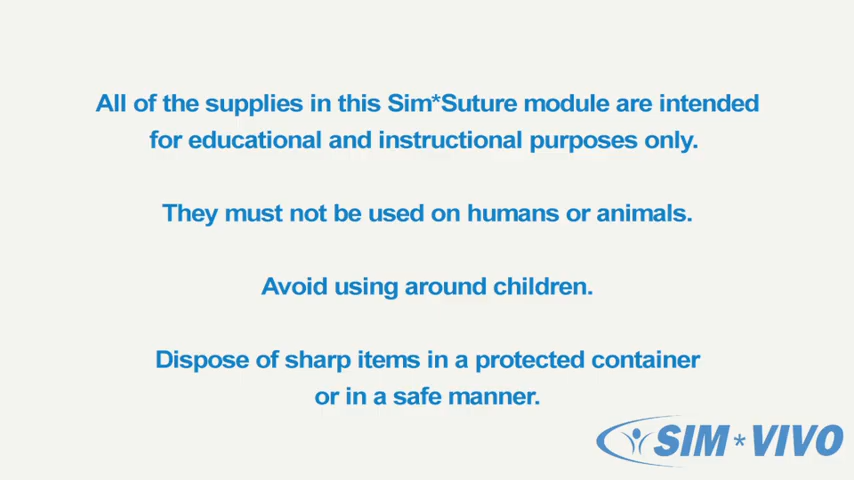 All of the supplies in this Sim*Suture module are intended
for educational and instructional purposes only.
They must not be used on humans or animals.
Avoid using around children.
Dispose of sharp items in a protected container
or in a safe manner.
SIM*VIVO